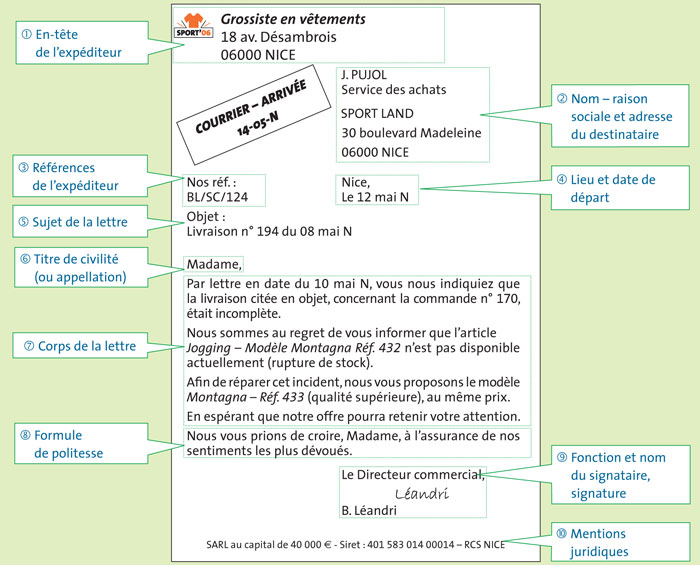 ① En-tête
de l'expéditeur
SPORT'06
Grossiste en vêtements
18 av. Désambrois
06000 NICE
COURRIER – ARRIVÉE
14-05-N
J. PUJOL
Service des achats
SPORT LAND
30 boulevard Madeleine
06000 NICE
② Nom – raison
sociale et adresse
du destinataire
③ Références
de l'expéditeur
Nos réf. :
BL/SC/124
Nice,
Le 12 mai N
④ Lieu et date de
départ
⑤ Sujet de la lettre
Objet :
Livraison n° 194 du 08 mai N
⑥ Titre de civilité
(ou appellation)
Madame,
Par lettre en date du 10 mai N, vous nous indiquiez que
la livraison citée en objet, concernant la commande n° 170,
était incomplète.
⑦ Corps de la lettre
Nous sommes au regret de vous informer que l'article
Jogging – Modèle Montagna Réf. 432 n'est pas disponible
actuellement (rupture de stock).
Afin de réparer cet incident, nous vous proposons le modèle
Montagna – Réf. 433 (qualité supérieure), au même prix.
En espérant que notre offre pourra retenir votre attention.
⑧ Formule
de politesse
Nous vous prions de croire, Madame, à l'assurance de nos
sentiments les plus dévoués.
Le Directeur commercial,
Léandri
B. Léandri
⑨ Fonction et nom
du signataire,
signature
SARL au capital de 40 000 € - Siret : 401 583 014 00014 – RCS NICE
⑩ Mentions
juridiques